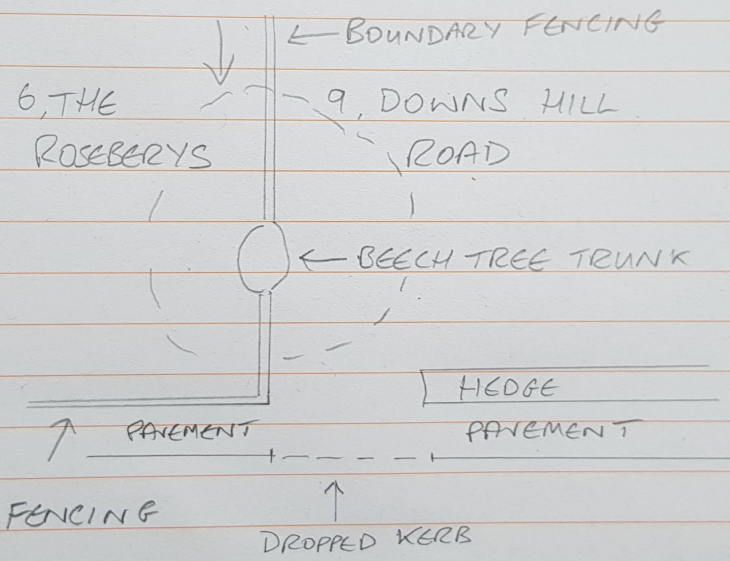 BOUNDARY FENCING
6, THE
ROSEBERYS
9, DOWNS HILL
ROAD
BEECH TREE TRUNK
HEDGE
PAVEMENT
PAVEMENT
FENCING
DROPPED KERB